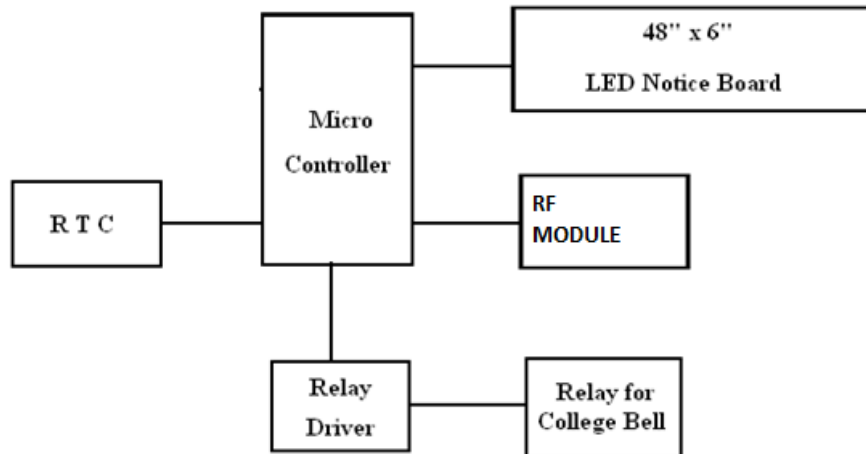 48" x 6"
LED Notice Board
Micro
Controller
R T C
RF
MODULE
Relay
Driver
Relay for
College Bell